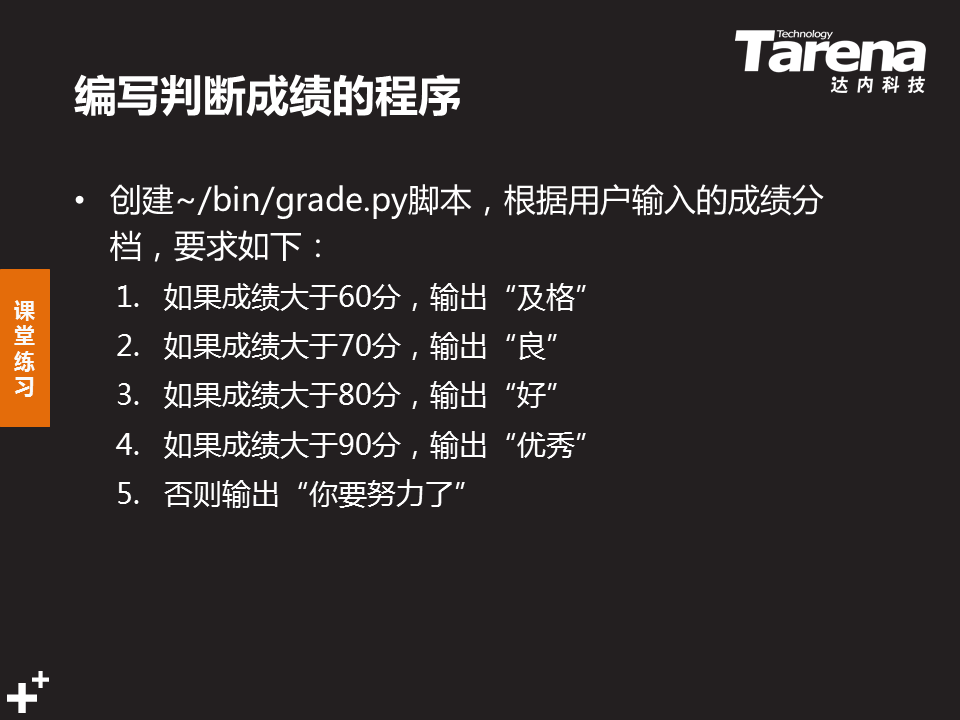 Technology
Tarena
达内科技
编写判断成绩的程序
• 创建~/bin/grade.py脚本，根据用户输入的成绩分
档，要求如下：
1. 如果成绩大于60分，输出“及格”
2. 如果成绩大于70分，输出“良”
3. 如果成绩大于80分，输出“好”
4. 如果成绩大于90分，输出“优秀”
5. 否则输出“你要努力了”
课
堂
练
习